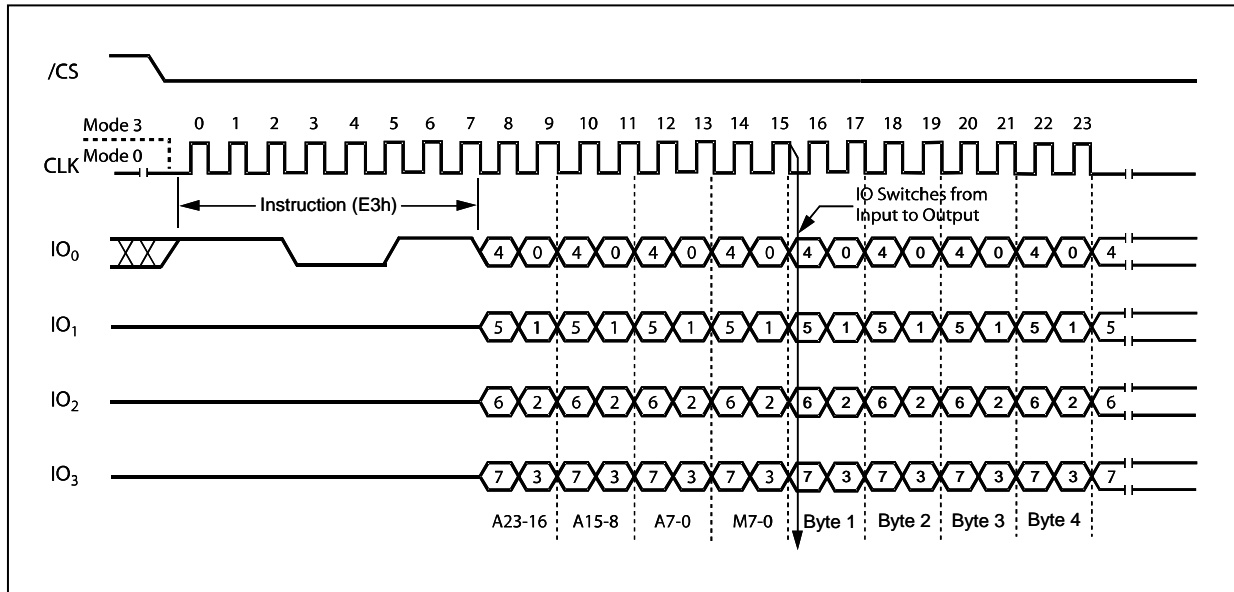 /CS
Mode 3 0 1 2 3 4 5 6 7 8 9 10 11 12 13 14 15 16 17 18 19 20 21 22 23
CLK Mode 0
Instruction (E3h)
IO Switches from
Input to Output
IO0 4 0 4 0 4 0 4 0 4 0 4 0 4 0 4 0 4
IO1 5 1 5 1 5 1 5 1 5 1 5 1 5 1 5 1 5
IO2 6 2 6 2 6 2 6 2 6 2 6 2 6 2 6 2 6
IO3 7 3 7 3 7 3 7 3 7 3 7 3 7 3 7 3 7
A23-16 A15-8 A7-0 M7-0 Byte 1 Byte 2 Byte 3 Byte 4